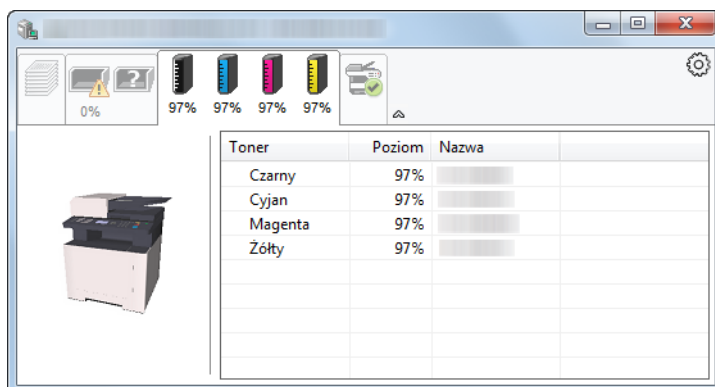 0% 97% 97% 97% 97%
Toner Poziom Nazwa
Czarny 97%
Cyjan 97%
Magenta 97%
Żółty 97%